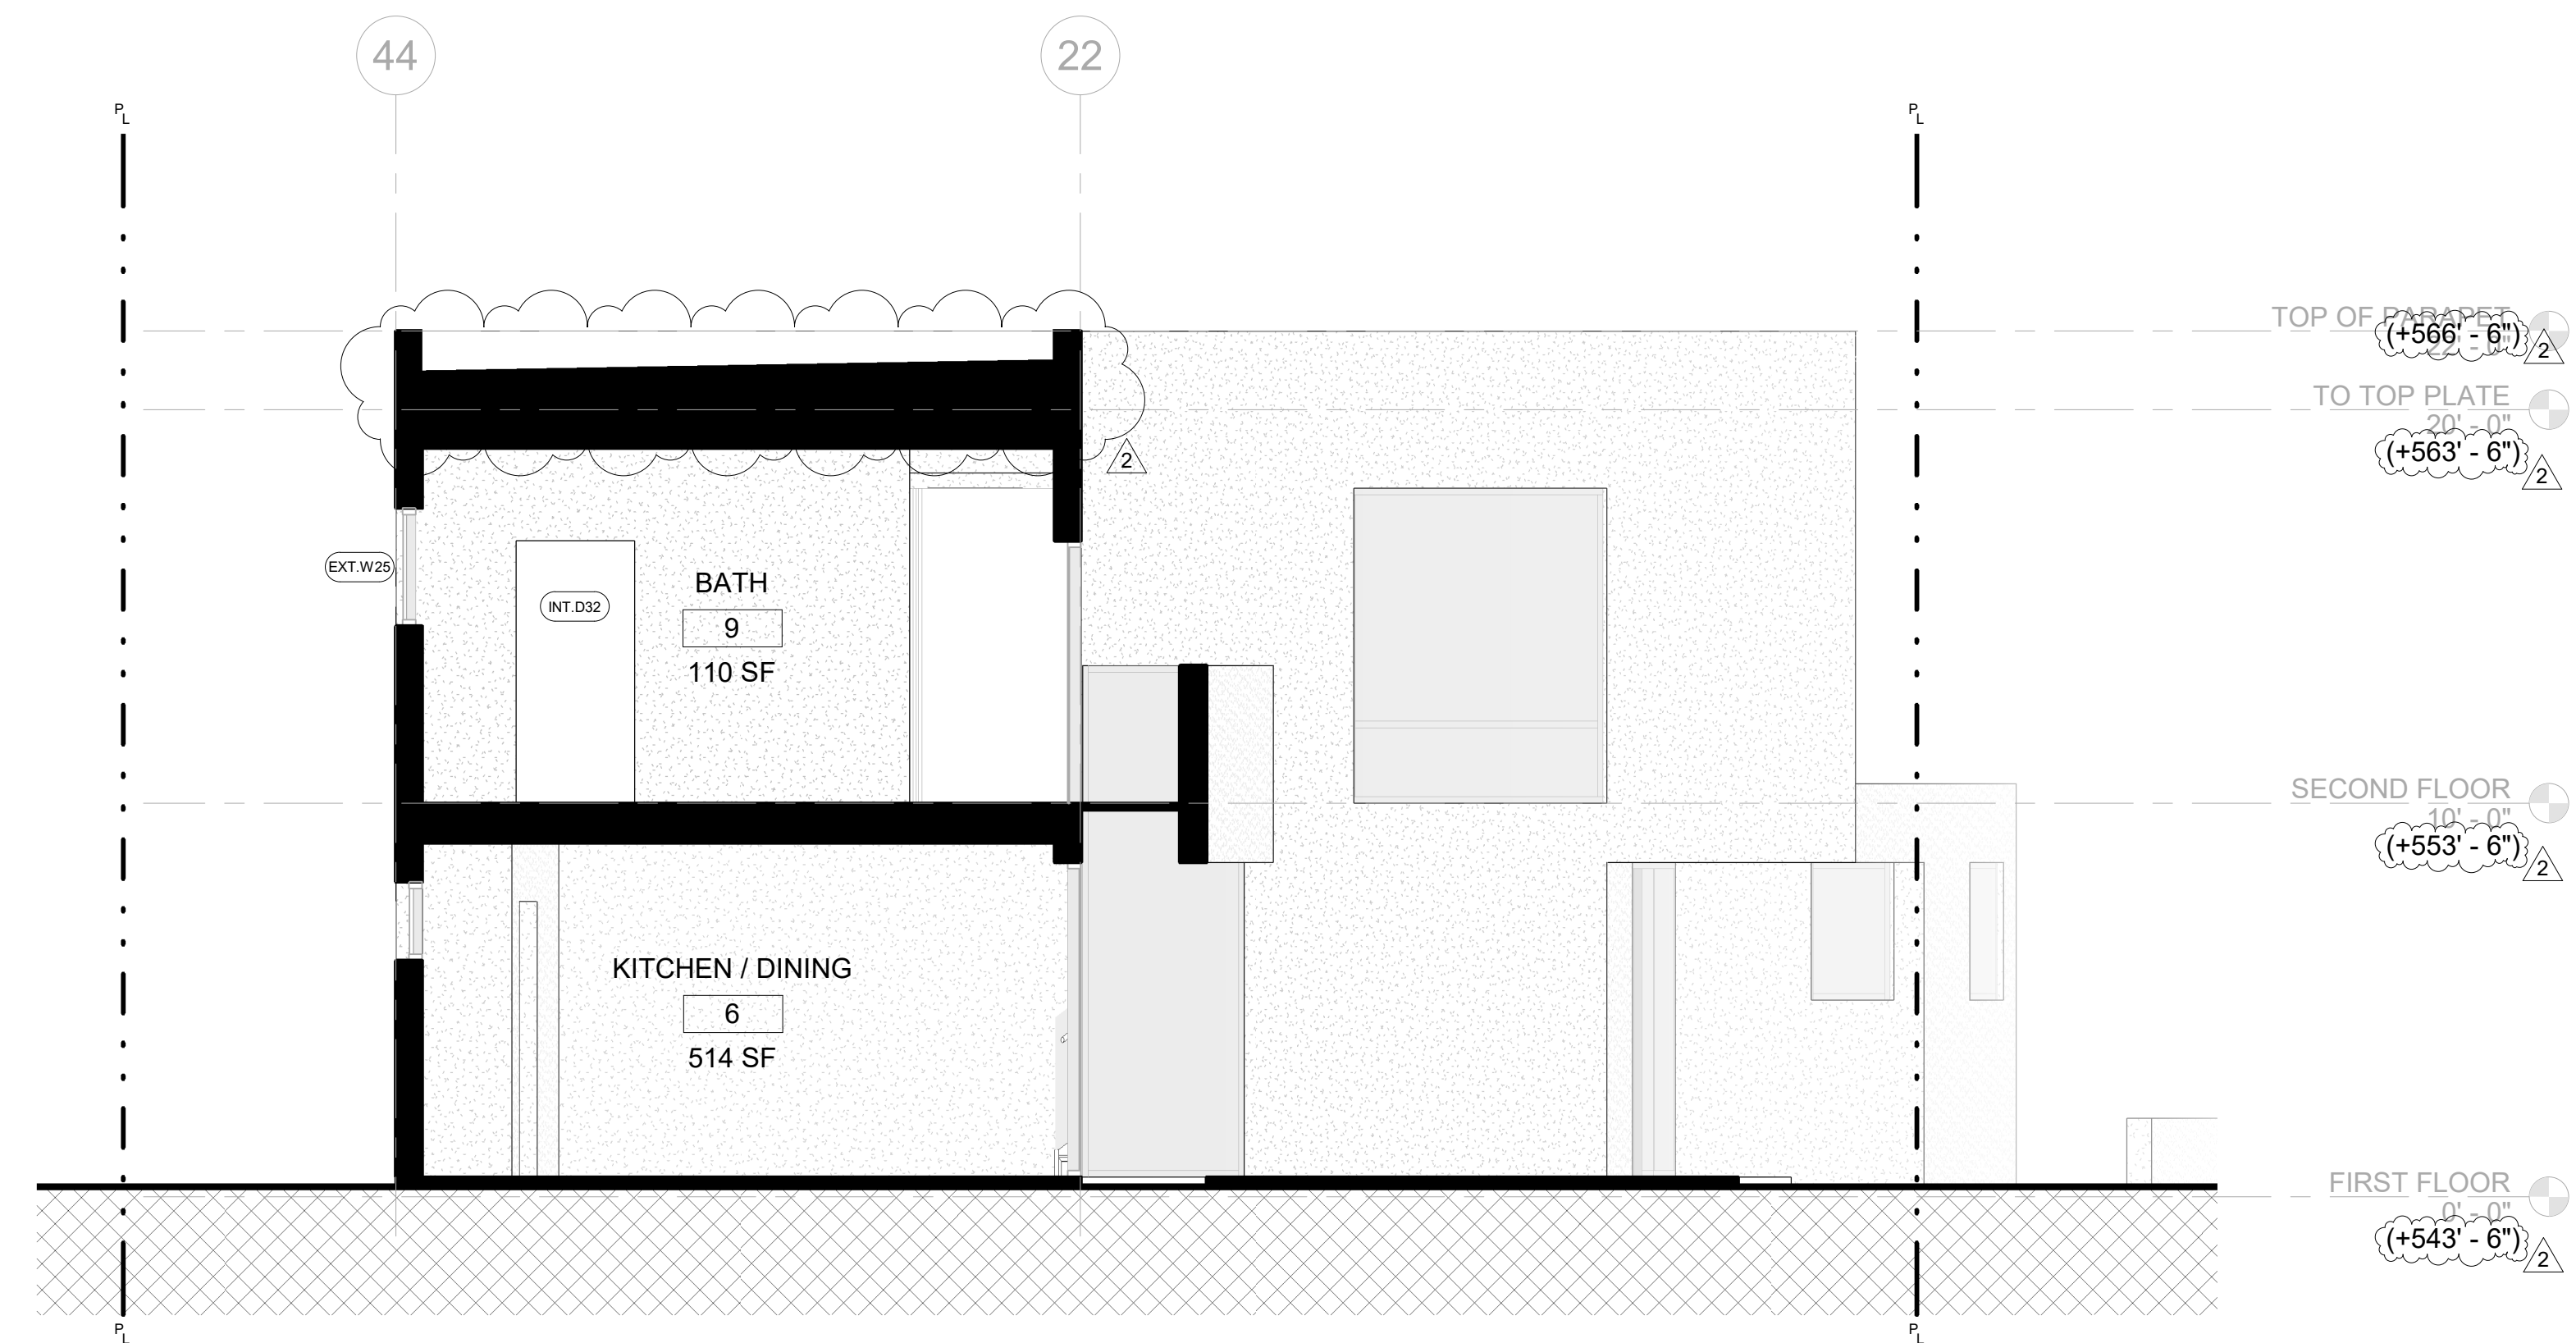 44
22
PL
PL
TOP OF PARAPET
22' - 0"
(+566' - 6")
2
TO TOP PLATE
20' - 0"
(+563' - 6")
2
2
EXT.W25
INT.D32
BATH
9
110 SF
SECOND FLOOR
10' - 0"
(+553' - 6")
2
KITCHEN / DINING
6
514 SF
FIRST FLOOR
0' - 0"
(+543' - 6")
2
PL
PL